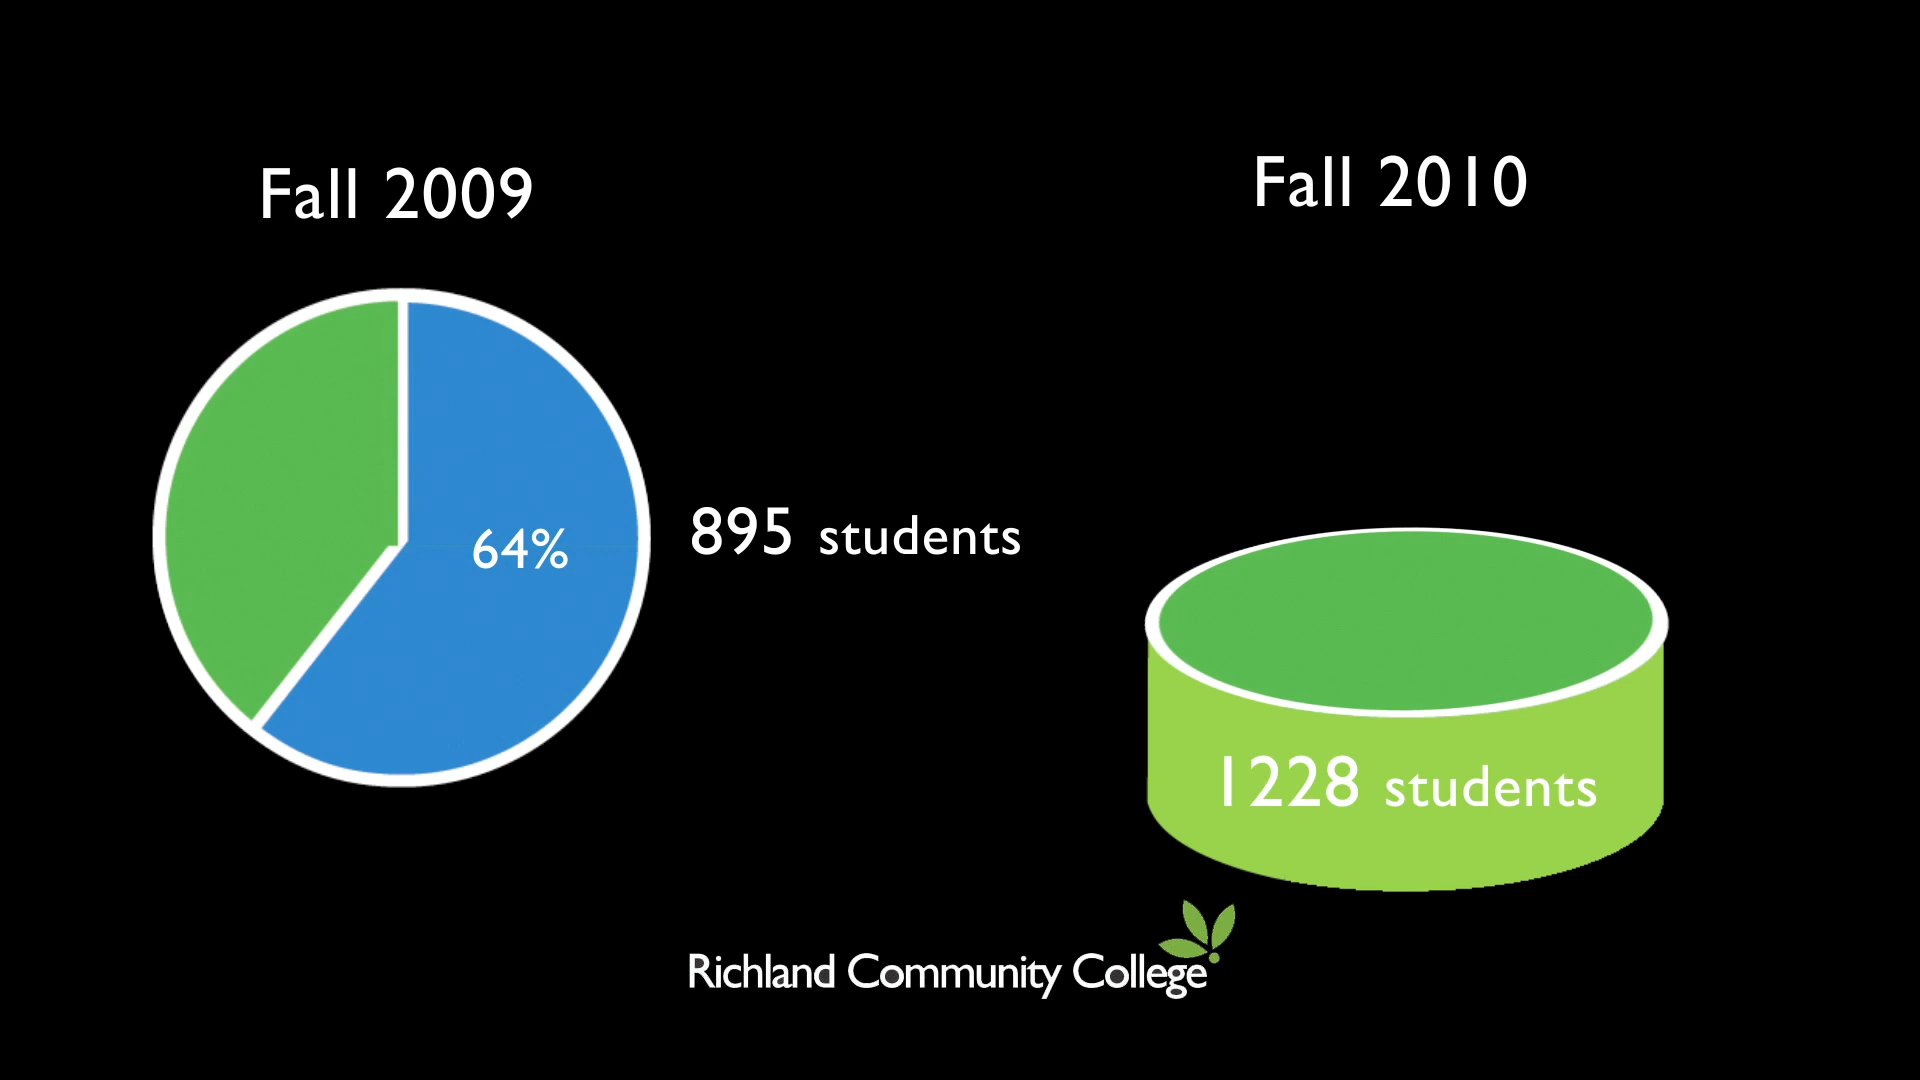 Fall 2009
Fall 2010
64%
895 students
1228 students
Richland Community College